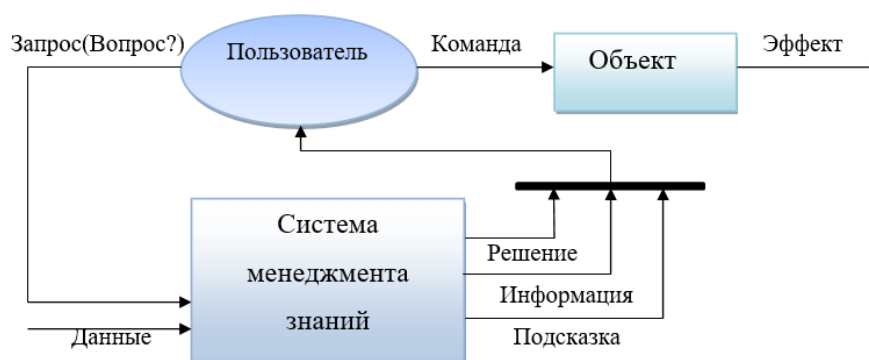 Запрос(Вопрос?)
Пользователь
Команда
Объект
Эффект
Система
менеджмента
знаний
Решение
Информация
Подсказка
Данные